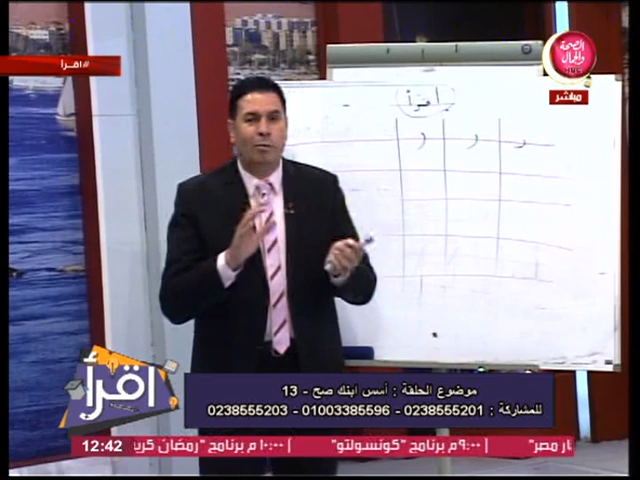 الصحة
والجمال
مباشر
#اقرأ
اقرأ
موضوع الحلقة : أسس ابنك صح - 13
للمشاركة : 0238555201 - 01003385596 - 0238555203
12:42
ار مصر" | ٩:٠٠م برنامج "كونسولتو" | ١٠:٠٠م برنامج "رمضان كري